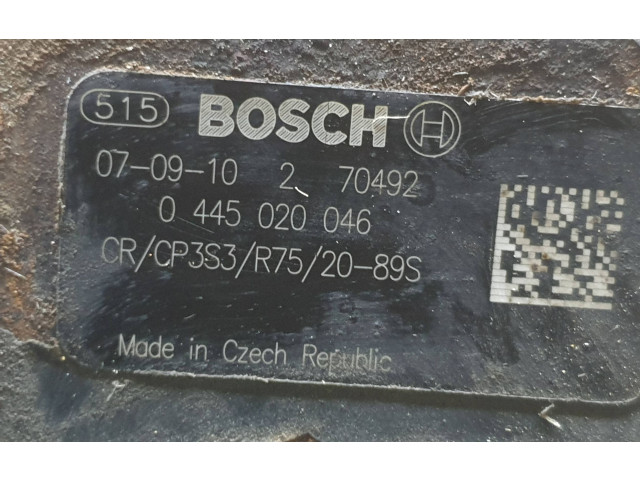 515 BOSCH
07-09-10 2 70492
0 445 020 046
CR/CP3S3/R75/20-89S
Made in Czech Republic